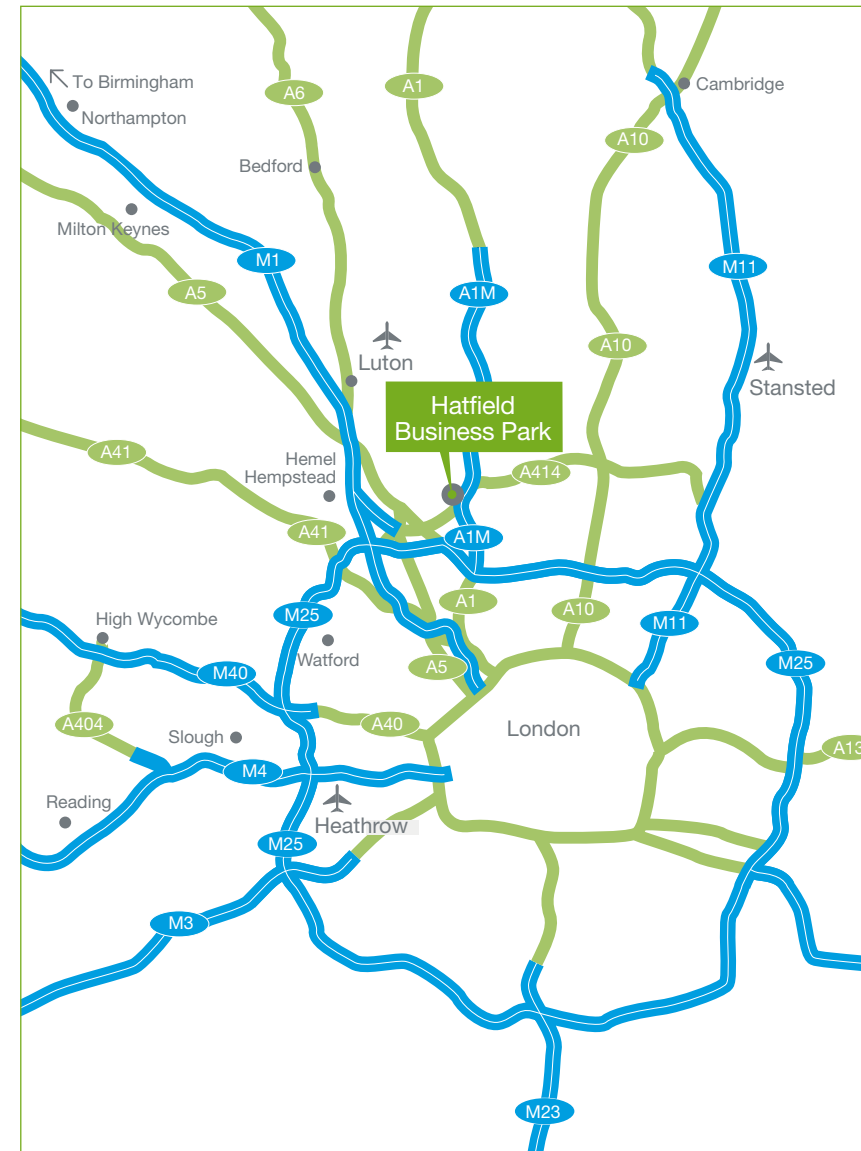 To Birmingham
Northampton
A6
A1
Cambridge
A10
Bedford
Milton Keynes
M1
M11
A5
A1M
A10
Luton
Stansted
Hatfield
Business Park
A41
Hemel
Hempstead
A414
A41
A1M
A1
A10
M25
M11
High Wycombe
Watford
A5
M25
M40
A404
A40
London
Slough
A13
M4
Reading
Heathrow
M25
M3
M23